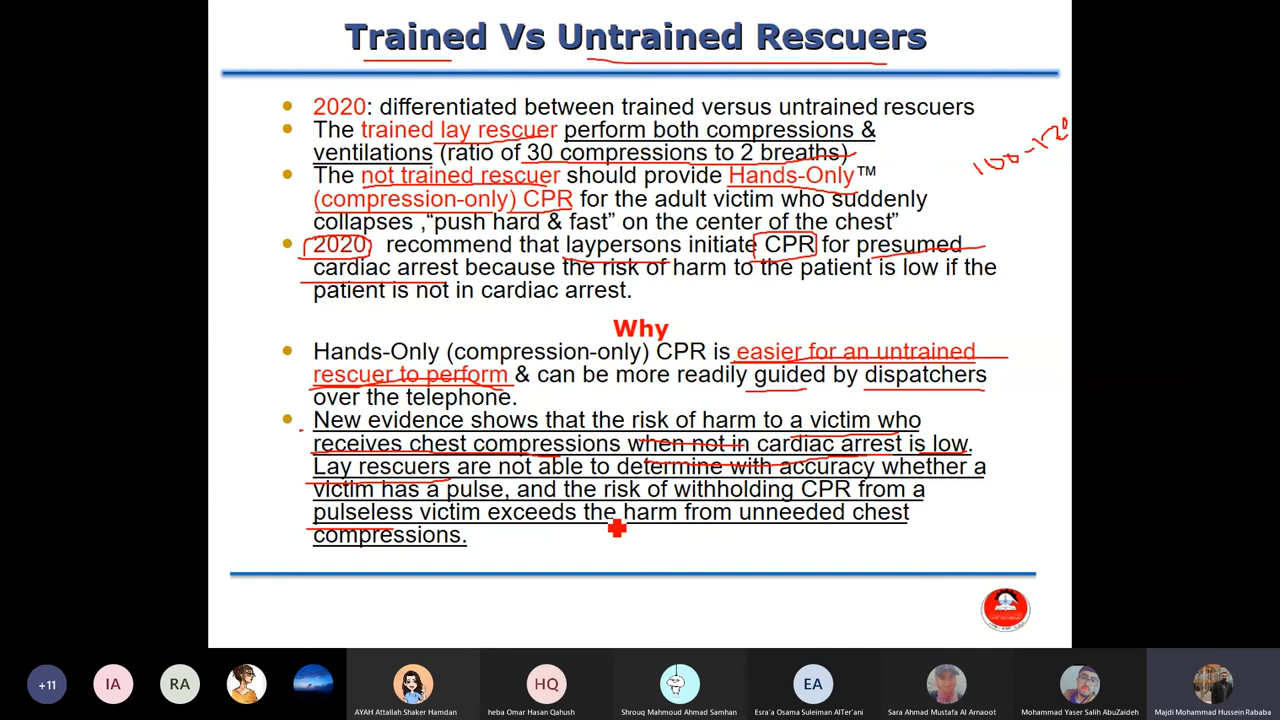 Trained Vs Untrained Rescuers
2020: differentiated between trained versus untrained rescuers
The trained lay rescuer perform both compressions &
ventilations (ratio of 30 compressions to 2 breaths)
The not trained rescuer should provide Hands-Only™
(compression-only) CPR for the adult victim who suddenly
collapses ,“push hard & fast” on the center of the chest”
2020 recommend that laypersons initiate CPR for presumed
cardiac arrest because the risk of harm to the patient is low if the
patient is not in cardiac arrest.
100-120
Why
Hands-Only (compression-only) CPR is easier for an untrained
rescuer to perform & can be more readily guided by dispatchers
over the telephone.
New evidence shows that the risk of harm to a victim who
receives chest compressions when not in cardiac arrest is low.
Lay rescuers are not able to determine with accuracy whether a
victim has a pulse, and the risk of withholding CPR from a
pulseless victim exceeds the harm from unneeded chest
compressions.
+11
IA
RA
HQ
EA
AYAH Attallah Shaker Hamdan
heba Omar Hasan Qahush
Shrouq Mahmoud Ahmad Samhan
Esra'a Osama Suleiman AlTer'ani
Sara Ahmad Mustafa Al Arnaoot
Mohammad Yaser Salih AbuZaideh
Majdi Mohammad Hussein Rababa